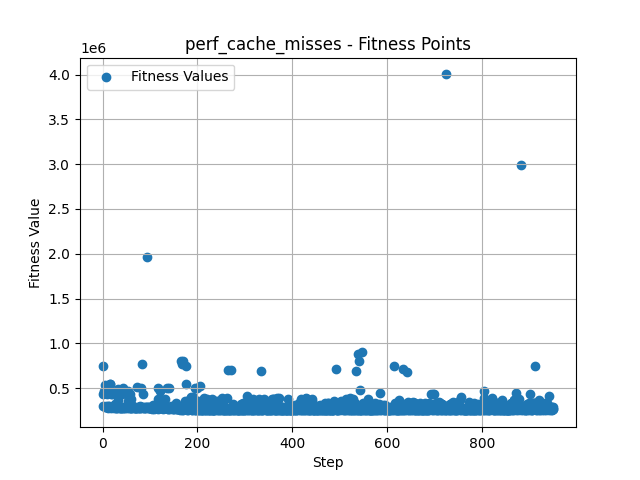 perf_cache_misses - Fitness Points
1e6
Fitness Values
4.0
3.5
3.0
2.5
2.0
1.5
1.0
0.5
Fitness Value
0 200 400 600 800
Step